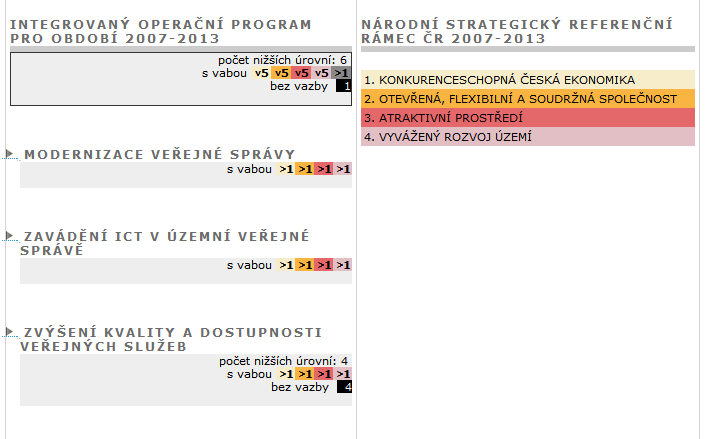 INTEGROVANÝ OPERAČNÍ PROGRAM
PRO OBDOBÍ 2007-2013
počet nižších úrovní: 6
s vabou v5 v5 v5 v5 >1
bez vazby 1
MODERNIZACE VEŘEJNÉ SPRÁVY
s vabou >1 >1 >1 >1
ZAVÁDĚNÍ ICT V ÚZEMNÍ VEŘEJNÉ
SPRÁVĚ
s vabou >1 >1 >1 >1
ZVÝŠENÍ KVALITY A DOSTUPNOSTI
VEŘEJNÝCH SLUŽEB
počet nižších úrovní: 4
s vabou >1 >1 >1 >1
bez vazby 4
NÁRODNÍ STRATEGICKÝ REFERENČNÍ
RÁMEC ČR 2007-2013
1. KONKURENCESCHOPNÁ ČESKÁ EKONOMIKA
2. OTEVŘENÁ, FLEXIBILNÍ A SOUDRŽNÁ SPOLEČNOST
3. ATRAKTIVNÍ PROSTŘEDÍ
4. VYVÁŽENÝ ROZVOJ ÚZEMÍ